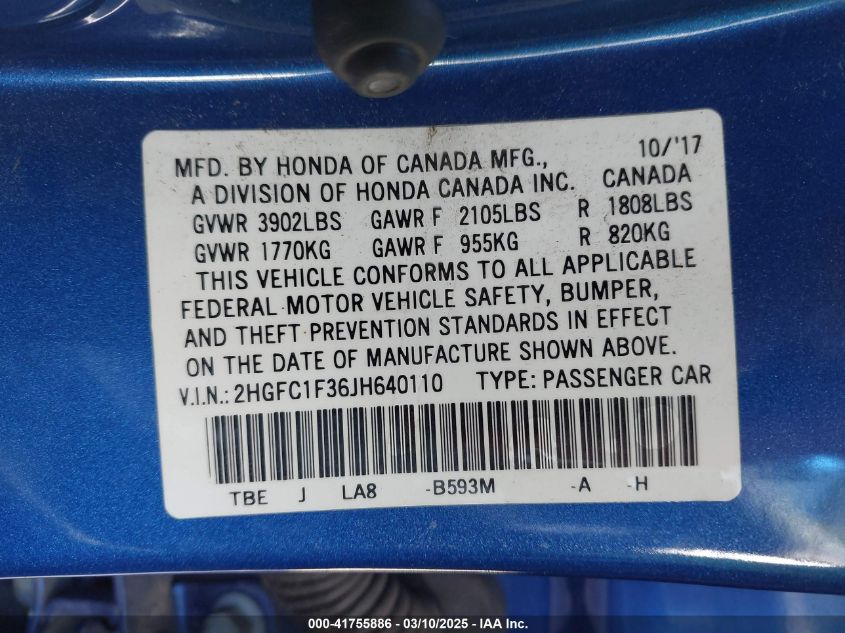 MFD. BY HONDA OF CANADA MFG., 10/'17
A DIVISION OF HONDA CANADA INC. CANADA
GVWR 3902LBS GAWR F 2105LBS R 1808LBS
GVWR 1770KG GAWR F 955KG R 820KG
THIS VEHICLE CONFORMS TO ALL APPLICABLE
FEDERAL MOTOR VEHICLE SAFETY, BUMPER,
AND THEFT PREVENTION STANDARDS IN EFFECT
ON THE DATE OF MANUFACTURE SHOWN ABOVE.
V.I.N.: 2HGFC1F36JH640110 TYPE: PASSENGER CAR
TBE J LA8 -B593M -A -H
000-41755886 - 03/10/2025 - IAA Inc.